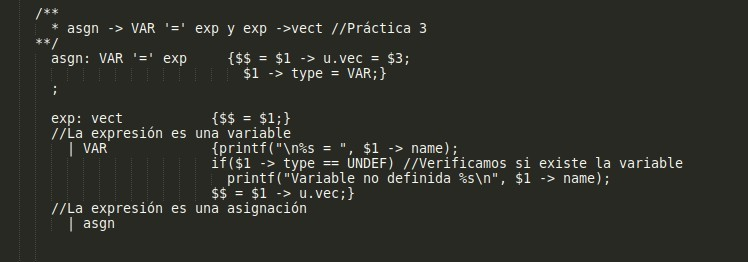 /**
* asgn -> VAR '=' exp y exp ->vect //Práctica 3
**/
asgn: VAR '=' exp {$$ = $1 -> u.vec = $3;
$1 -> type = VAR;}
;
exp: vect {$$ = $1;}
//La expresión es una variable
| VAR {printf("\n%s = ", $1 -> name);
if($1 -> type == UNDEF) //Verificamos si existe la variable
printf("Variable no definida %s\n", $1 -> name);
$$ = $1 -> u.vec;}
//La expresión es una asignación
| asgn